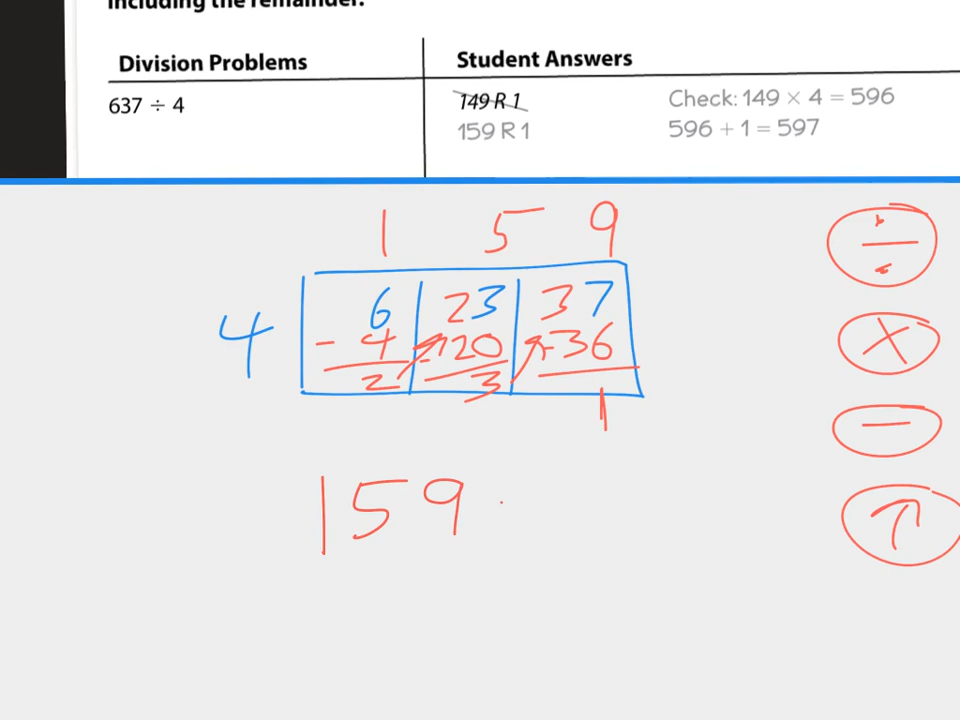 including the remainder.
Division Problems Student Answers
637 ÷ 4 149 R 1 Check: 149 × 4 = 596
159 R 1 596 + 1 = 597
1 5 9
÷
4 6 23 37
- 4 -20 -36
×
2 3 1
−
159
↑